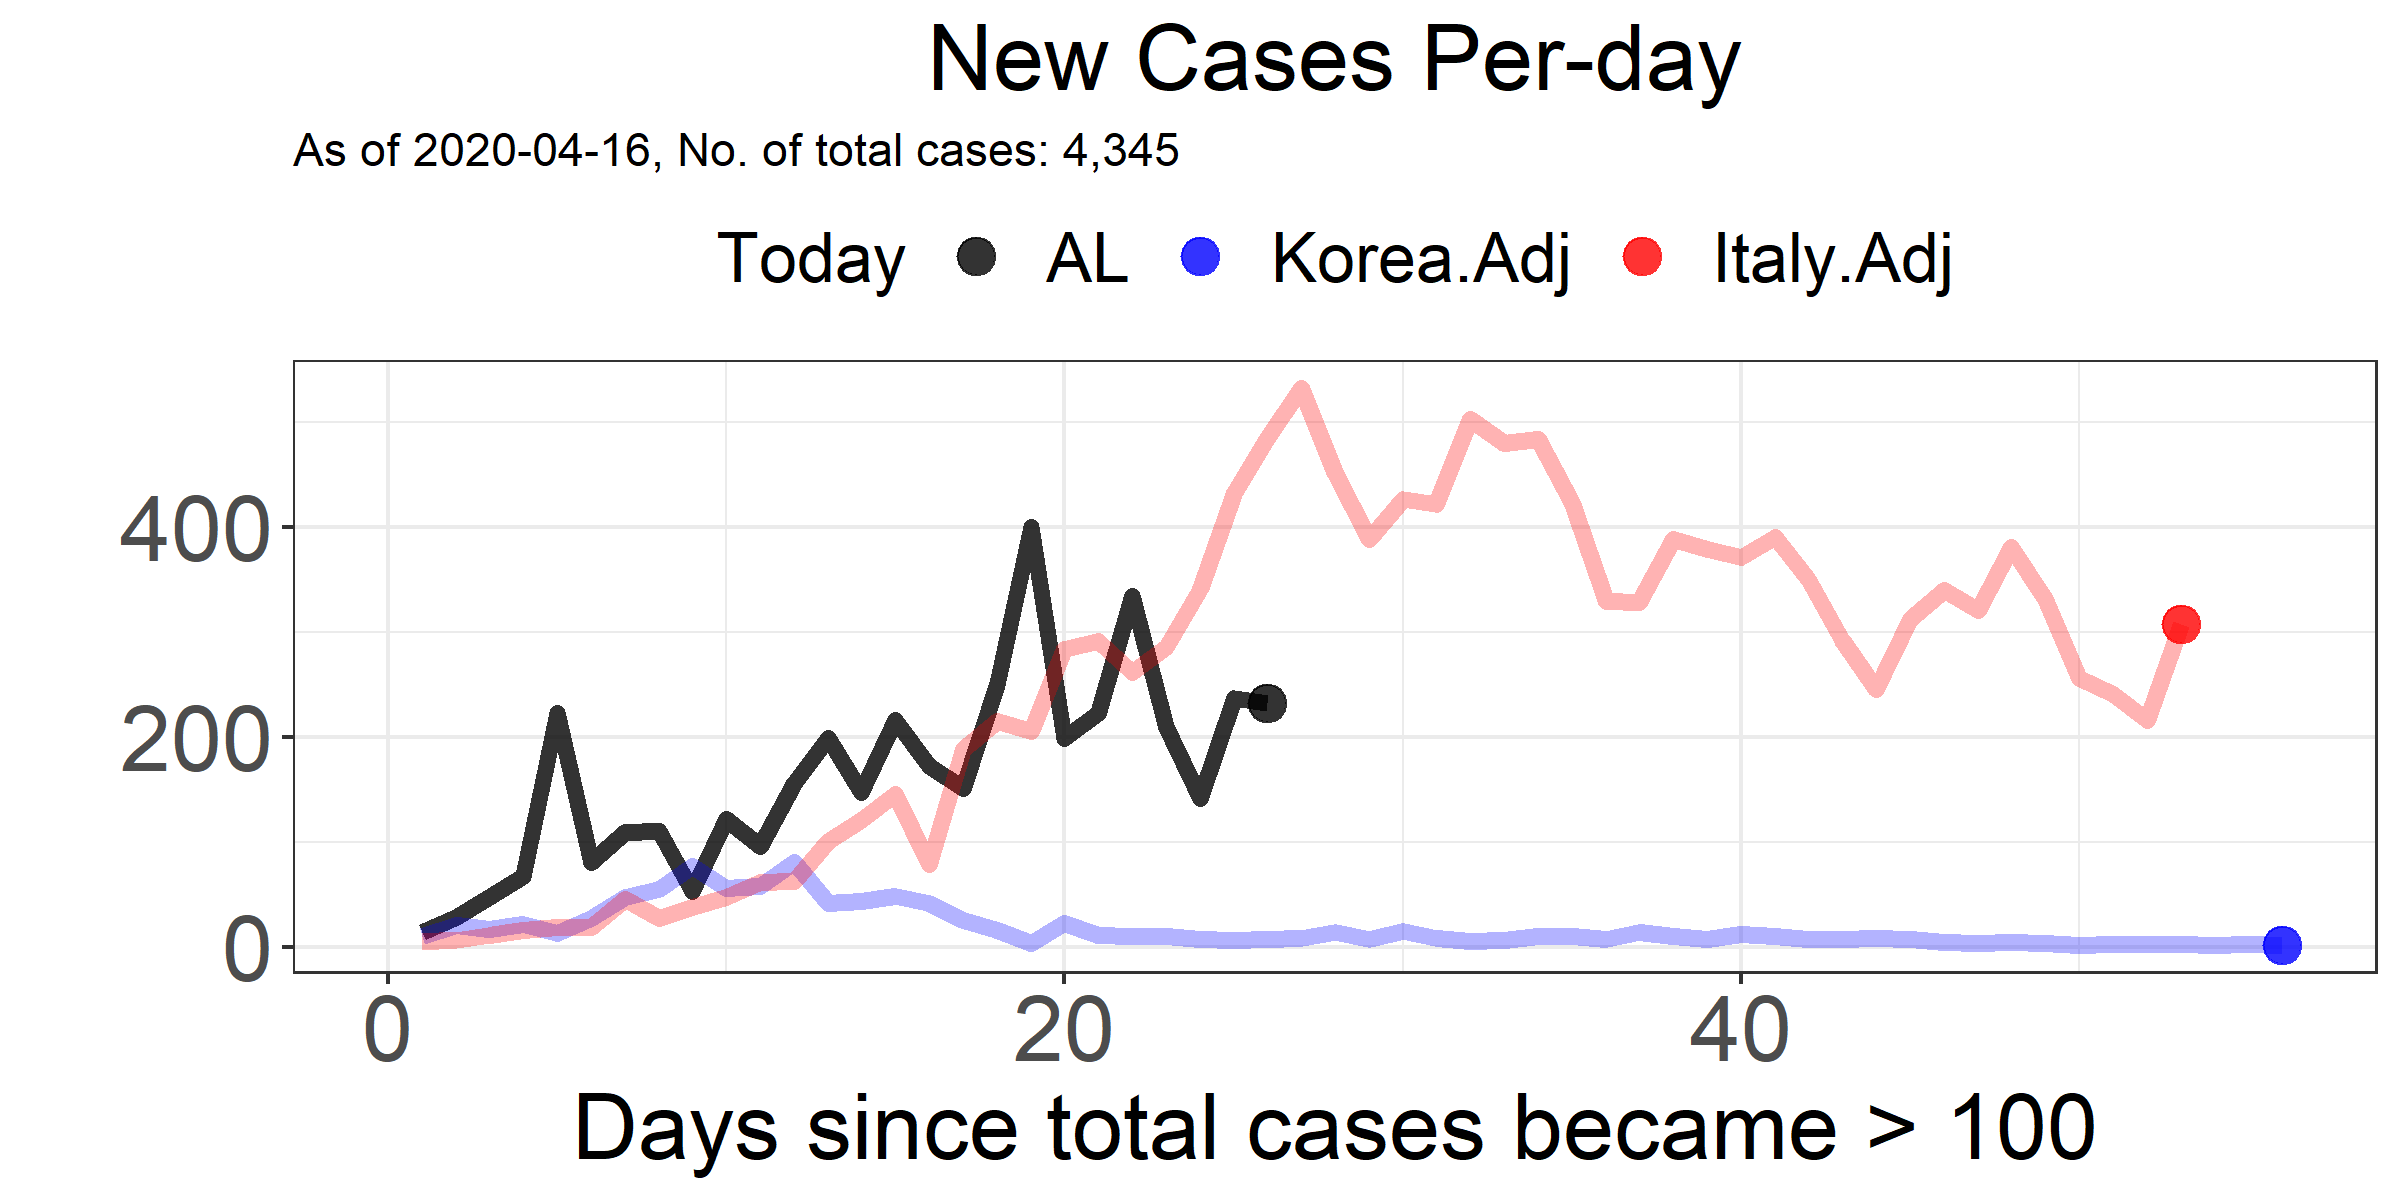 New Cases Per-day
As of 2020-04-16, No. of total cases: 4,345
Today AL Korea.Adj Italy.Adj
400
200
0
0 20 40
Days since total cases became > 100